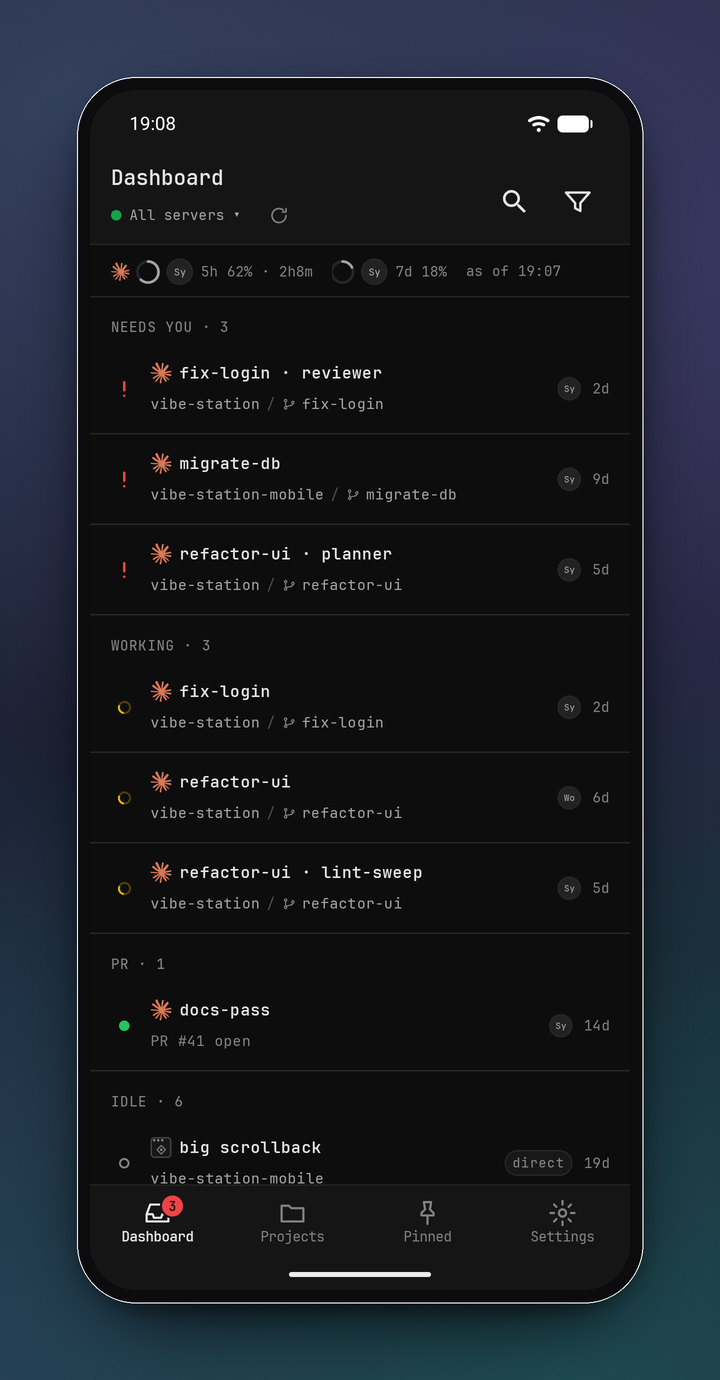 19:08
Dashboard
All servers
Sy 5h 62% · 2h8m Sy 7d 18% as of 19:07
NEEDS YOU · 3
! fix-login · reviewer
vibe-station / fix-login Sy 2d
! migrate-db
vibe-station-mobile / migrate-db Sy 9d
! refactor-ui · planner
vibe-station / refactor-ui Sy 5d
WORKING · 3
fix-login
vibe-station / fix-login Sy 2d
refactor-ui
vibe-station / refactor-ui Wo 6d
refactor-ui · lint-sweep
vibe-station / refactor-ui Sy 5d
PR · 1
docs-pass
PR #41 open Sy 14d
IDLE · 6
big scrollback
vibe-station-mobile direct 19d
3
Dashboard Projects Pinned Settings